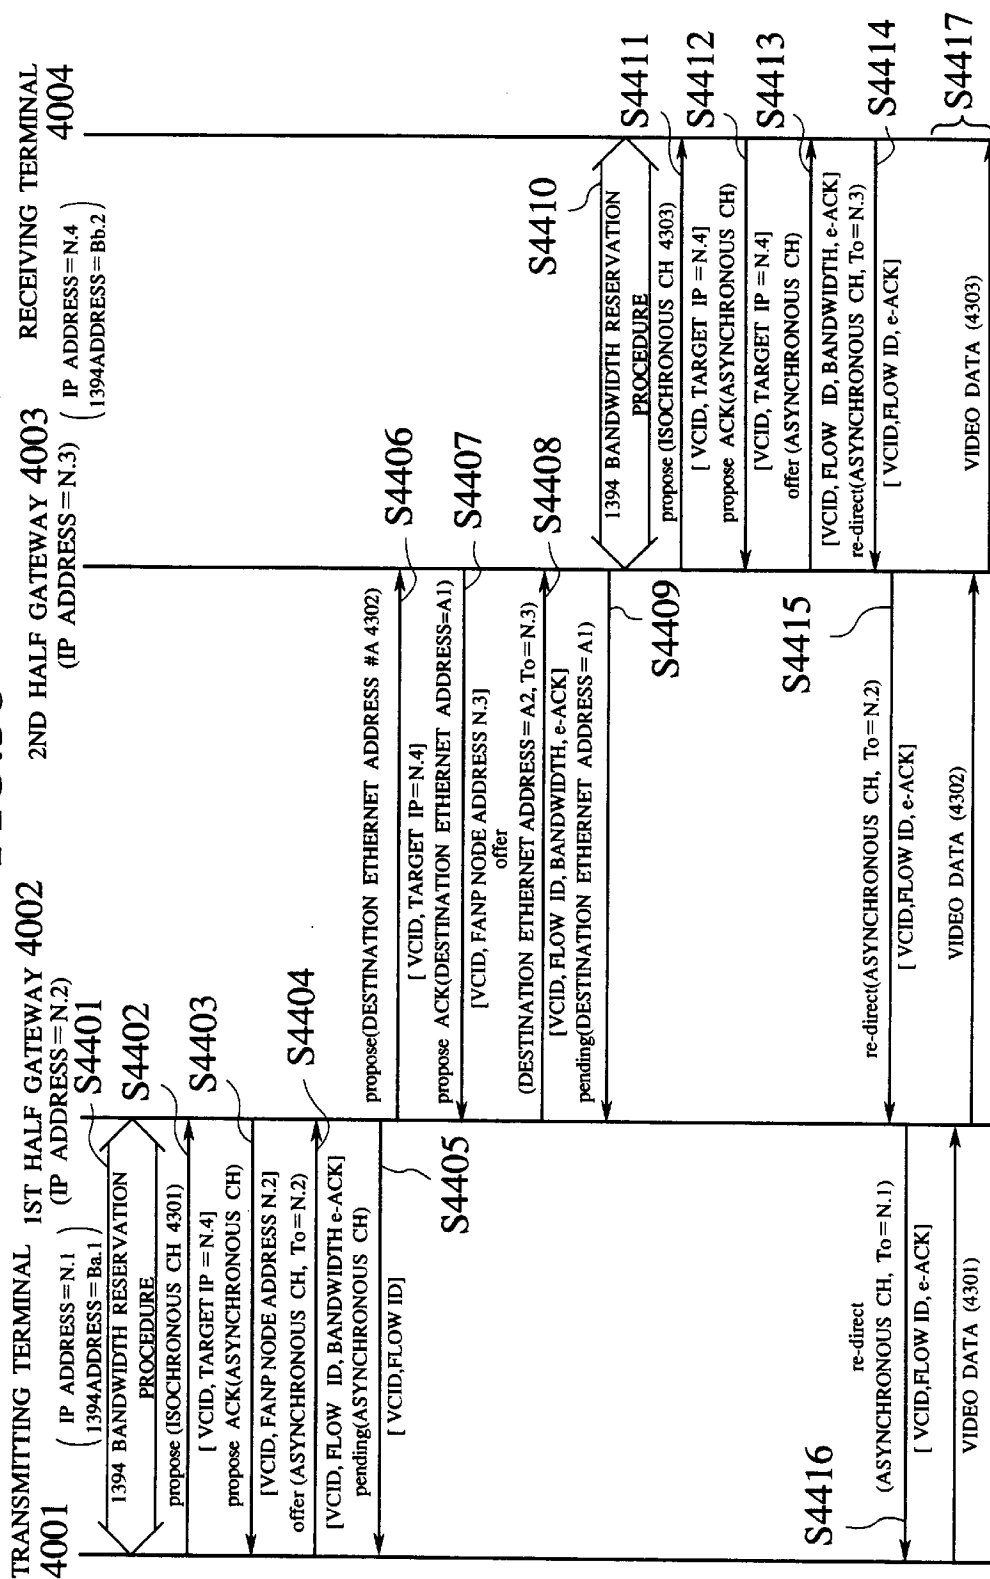 TRANSMITTING TERMINAL
4001
( IP ADDRESS=N.1
1394ADDRESS=Ba.1 )
1ST HALF GATEWAY 4002
(IP ADDRESS=N.2)
2ND HALF GATEWAY 4003
(IP ADDRESS=N.3)
RECEIVING TERMINAL
4004
( IP ADDRESS=N.4
1394ADDRESS=Bb.2 )
S4401
1394 BANDWIDTH RESERVATION
PROCEDURE
S4402
propose (ISOCHRONOUS CH 4301)
[ VCID, TARGET IP=N.4]
S4403
propose ACK(ASYNCHRONOUS CH)
[VCID, FANP NODE ADDRESS N.2]
S4404
offer (ASYNCHRONOUS CH, To=N.2)
[VCID, FLOW ID, BANDWIDTH e-ACK]
pending(ASYNCHRONOUS CH)
S4405
[ VCID,FLOW ID]
propose(DESTINATION ETHERNET ADDRESS #A 4302)
S4406
[ VCID, TARGET IP=N.4]
propose ACK(DESTINATION ETHERNET ADDRESS=A1)
S4407
[VCID, FANP NODE ADDRESS N.3]
offer
(DESTINATION ETHERNET ADDRESS=A2, To=N.3)
S4408
[VCID, FLOW ID, BANDWIDTH, e-ACK]
pending(DESTINATION ETHERNET ADDRESS=A1)
S4409
S4410
1394 BANDWIDTH RESERVATION
PROCEDURE
propose (ISOCHRONOUS CH 4303)
S4411
[ VCID, TARGET IP=N.4]
propose ACK(ASYNCHRONOUS CH)
S4412
[VCID, TARGET IP=N.4]
offer (ASYNCHRONOUS CH)
S4413
[VCID, FLOW ID, BANDWIDTH, e-ACK]
re-direct(ASYNCHRONOUS CH, To=N.3)
S4414
[ VCID,FLOW ID, e-ACK]
S4415
re-direct(ASYNCHRONOUS CH, To=N.2)
[ VCID,FLOW ID, e-ACK]
S4416
re-direct
(ASYNCHRONOUS CH, To=N.1)
[ VCID,FLOW ID, e-ACK]
VIDEO DATA (4301)
VIDEO DATA (4302)
VIDEO DATA (4303)
S4417